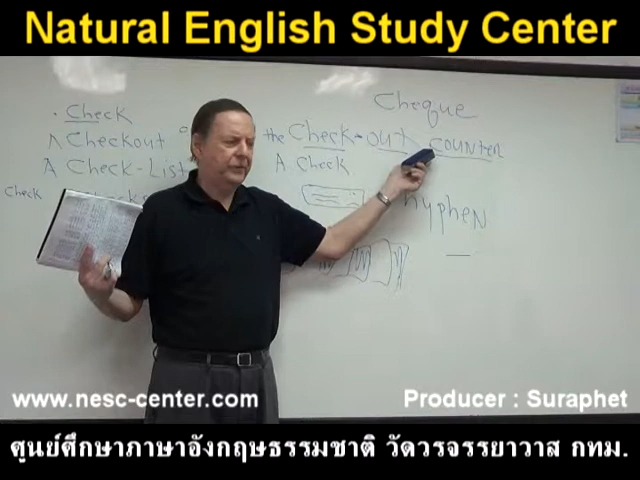 Natural English Study Center
Cheque
• Check
A Checkout
the Check-out counter
A Check-List
A Check
Check
hyphen
www.nesc-center.com
Producer : Suraphet
ศูนย์ศึกษาภาษาอังกฤษธรรมชาติ วัดวรจรรยาวาส กทม.